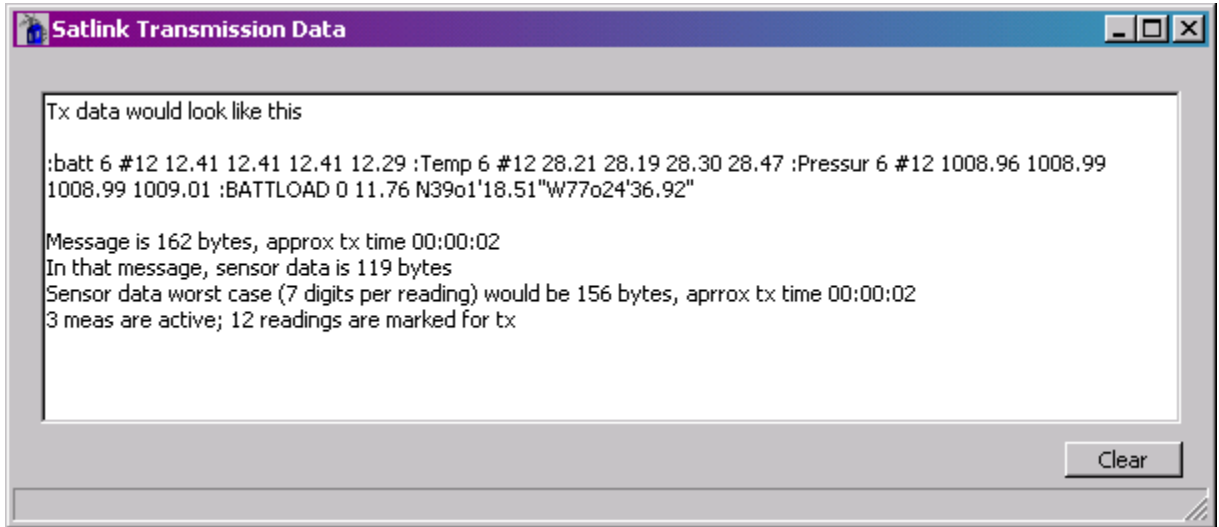 Satlink Transmission Data
Tx data would look like this
:batt 6 #12 12.41 12.41 12.41 12.29 :Temp 6 #12 28.21 28.19 28.30 28.47 :Pressur 6 #12 1008.96 1008.99
1008.99 1009.01 :BATTLOAD 0 11.76 N39o1'18.51"W77o24'36.92"
Message is 162 bytes, approx tx time 00:00:02
In that message, sensor data is 119 bytes
Sensor data worst case (7 digits per reading) would be 156 bytes, aprrox tx time 00:00:02
3 meas are active; 12 readings are marked for tx
Clear